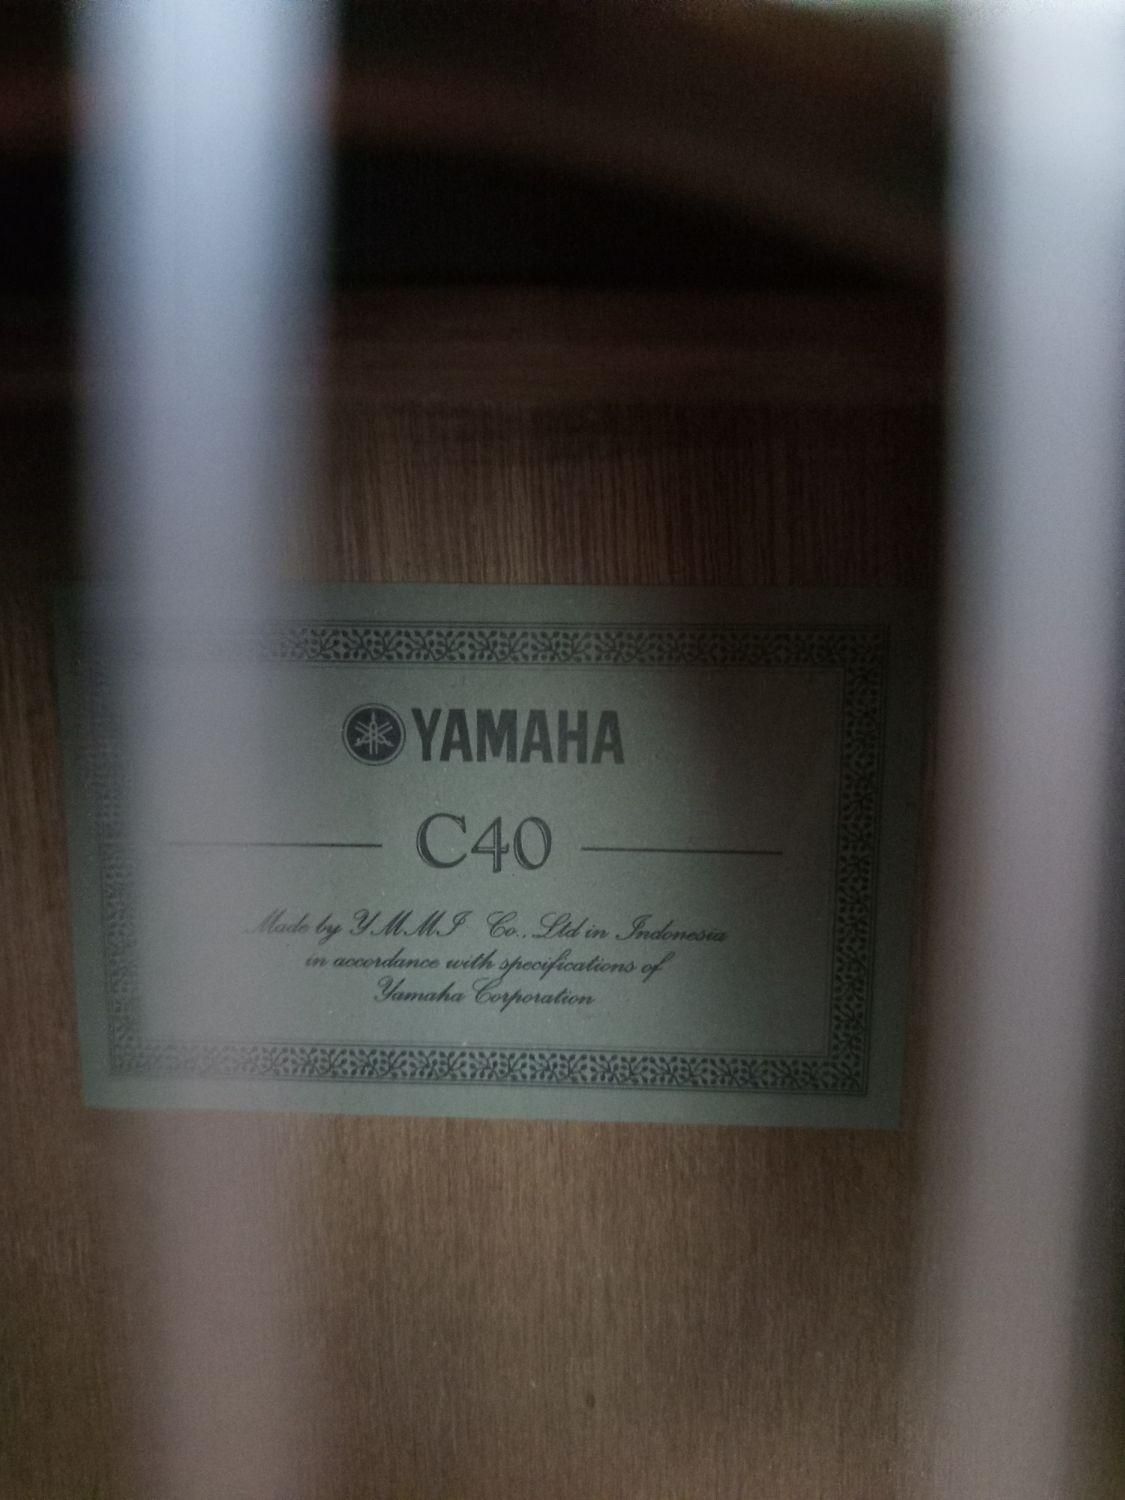 YAMAHA
C40
Made by YMMI Co., Ltd in Indonesia
in accordance with specifications of
Yamaha Corporation